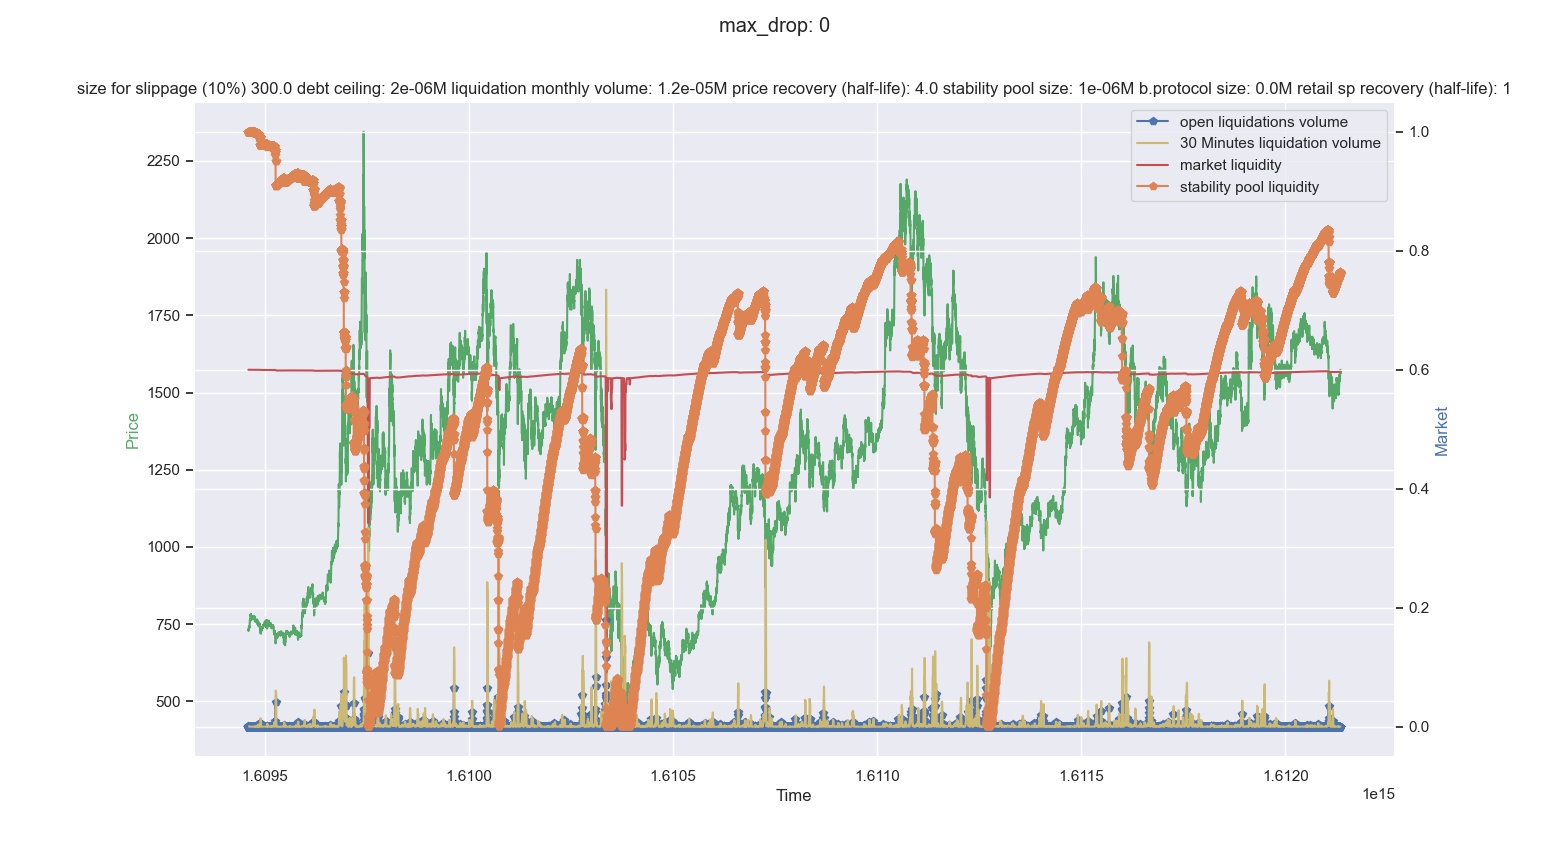 max_drop: 0
size for slippage (10%) 300.0 debt ceiling: 2e-06M liquidation monthly volume: 1.2e-05M price recovery (half-life): 4.0 stability pool size: 1e-06M b.protocol size: 0.0M retail sp recovery (half-life): 1
open liquidations volume
30 Minutes liquidation volume
market liquidity
stability pool liquidity
2250
2000
1750
1500
1250
1000
750
500
Price
1.0
0.8
0.6
0.4
0.2
0.0
Market
1.6095 1.6100 1.6105 1.6110 1.6115 1.6120
Time
1e15